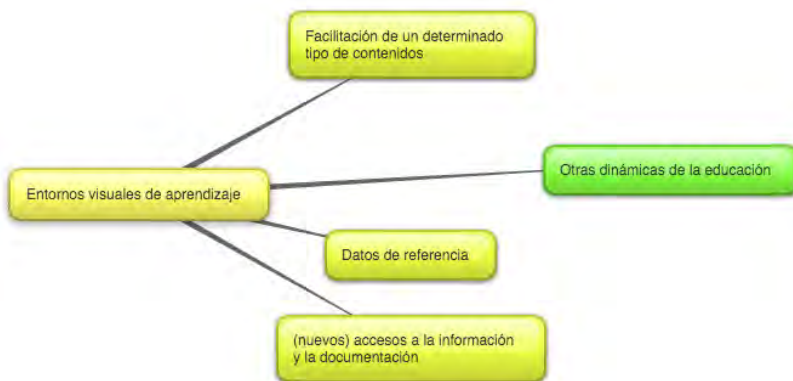 Facilitación de un determinado
tipo de contenidos
Otras dinámicas de la educación
Entornos visuales de aprendizaje
Datos de referencia
(nuevos) accesos a la información
y la documentación